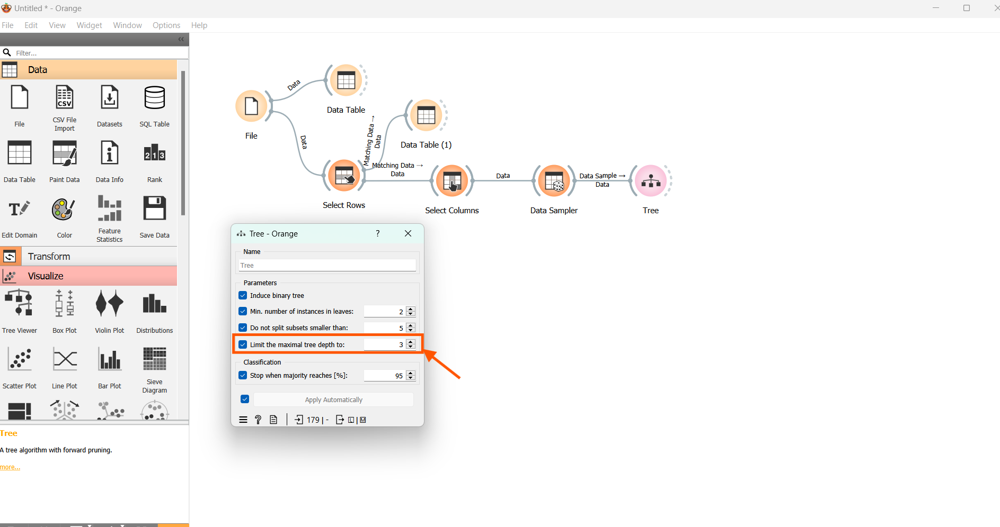 Untitled * - Orange
File Edit View Widget Window Options Help
Filter...
Data
File
CSV File
Import
Datasets
SQL Table
Data Table
Paint Data
Data Info
Rank
Edit Domain
Color
Feature
Statistics
Save Data
Transform
Visualize
Tree Viewer
Box Plot
Violin Plot
Distributions
Scatter Plot
Line Plot
Bar Plot
Sieve
Diagram
Tree
A tree algorithm with forward pruning.
more...
File
Data
Data Table
Data
Matching Data →
Data
Data Table (1)
Select Rows
Matching Data →
Data
Select Columns
Data
Data Sampler
Data Sample →
Data
Tree
Tree - Orange ?
Name
Tree
Parameters
Induce binary tree
Min. number of instances in leaves: 2
Do not split subsets smaller than: 5
Limit the maximal tree depth to: 3
Classification
Stop when majority reaches [%]: 95
Apply Automatically
? 179 | - L | M